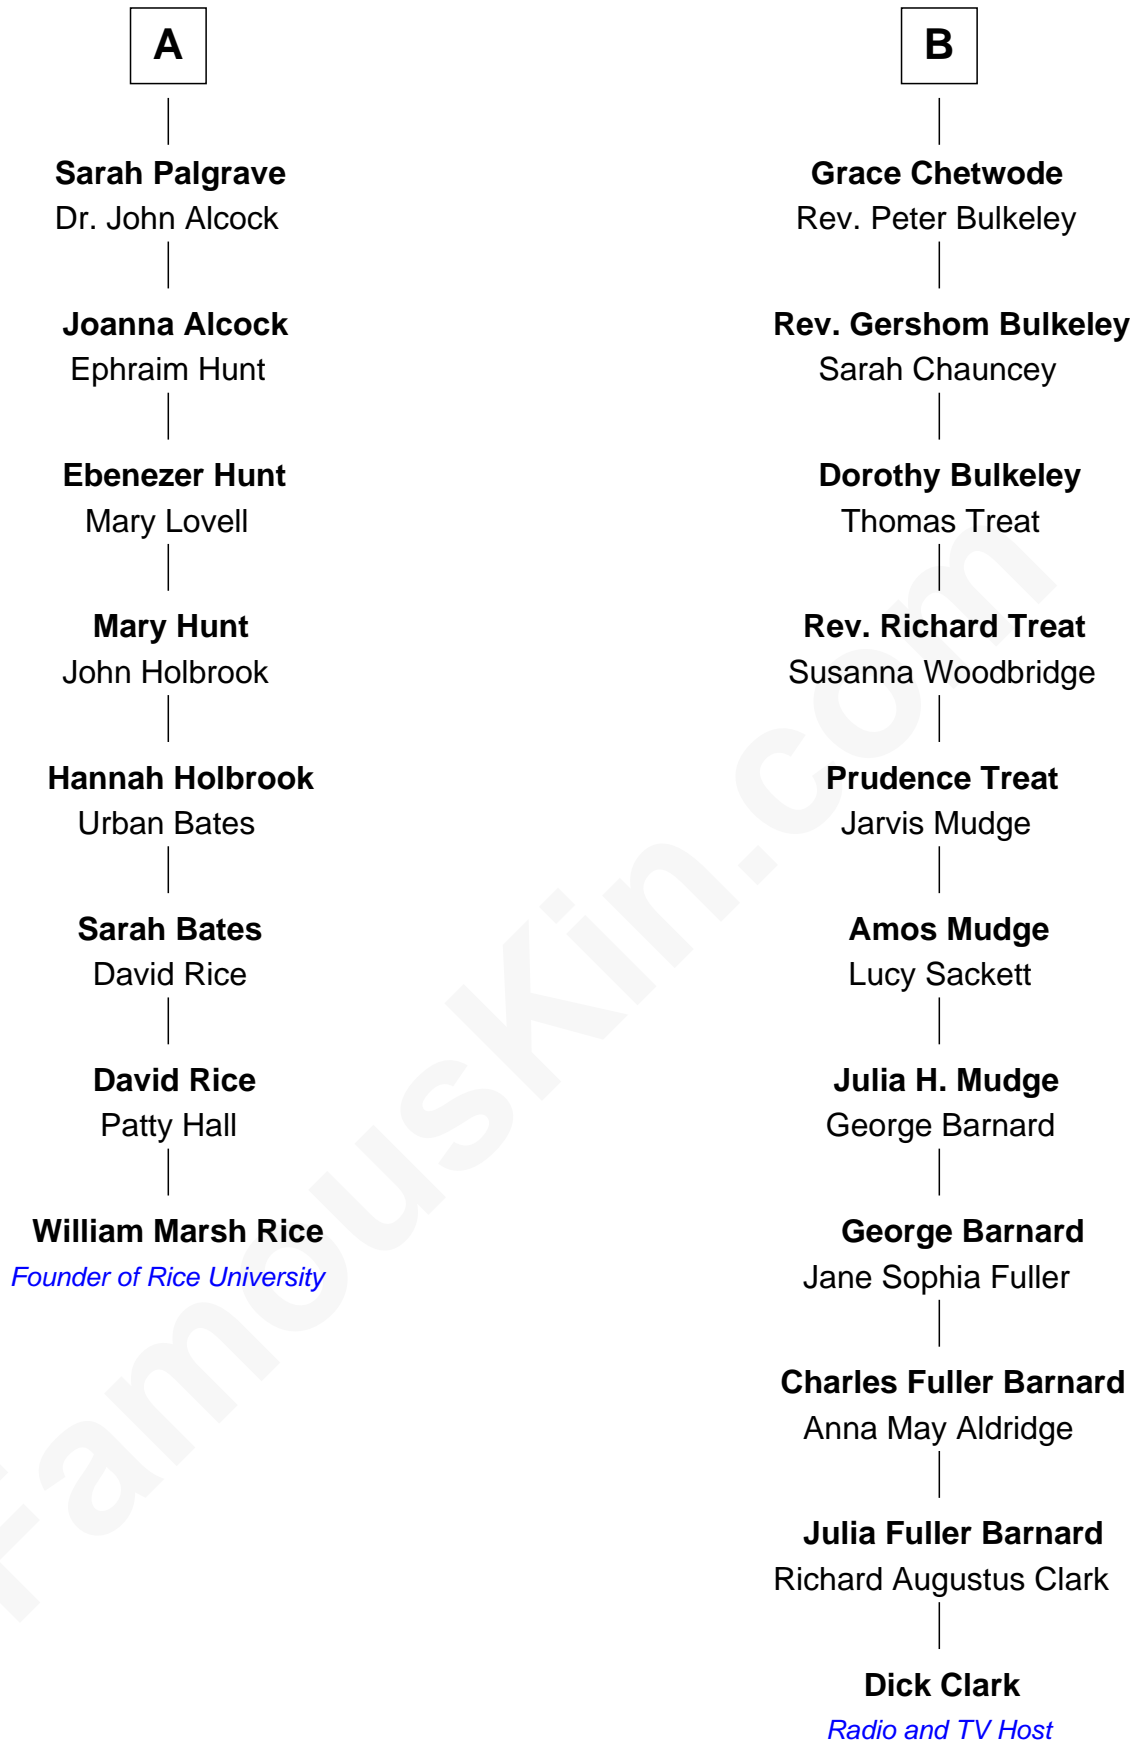 A
Sarah Palgrave
Dr. John Alcock
Joanna Alcock
Ephraim Hunt
Ebenezer Hunt
Mary Lovell
Mary Hunt
John Holbrook
Hannah Holbrook
Urban Bates
Sarah Bates
David Rice
David Rice
Patty Hall
William Marsh Rice
Founder of Rice University
B
Grace Chetwode
Rev. Peter Bulkeley
Rev. Gershom Bulkeley
Sarah Chauncey
Dorothy Bulkeley
Thomas Treat
Rev. Richard Treat
Susanna Woodbridge
Prudence Treat
Jarvis Mudge
Amos Mudge
Lucy Sackett
Julia H. Mudge
George Barnard
George Barnard
Jane Sophia Fuller
Charles Fuller Barnard
Anna May Aldridge
Julia Fuller Barnard
Richard Augustus Clark
Dick Clark
Radio and TV Host
FamousKin.com